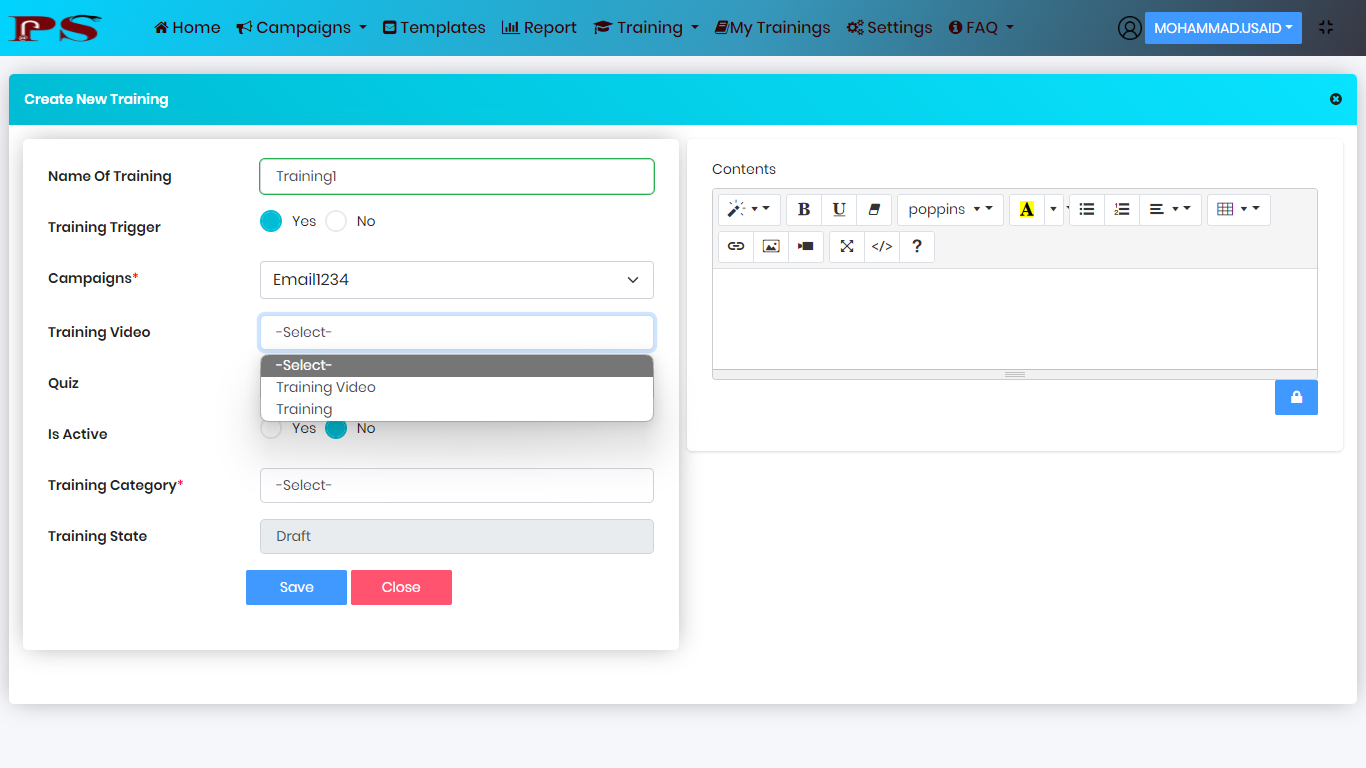 PS Home Campaigns Templates Report Training My Trainings Settings FAQ MOHAMMAD.USAID
Create New Training
Name Of Training Training1
Training Trigger Yes No
Campaigns* Email1234
Training Video -Select-
-Select-
Training Video
Quiz
Training
Is Active Yes No
Training Category* -Select-
Training State Draft
Save Close
Contents
B U poppins A
</> ?